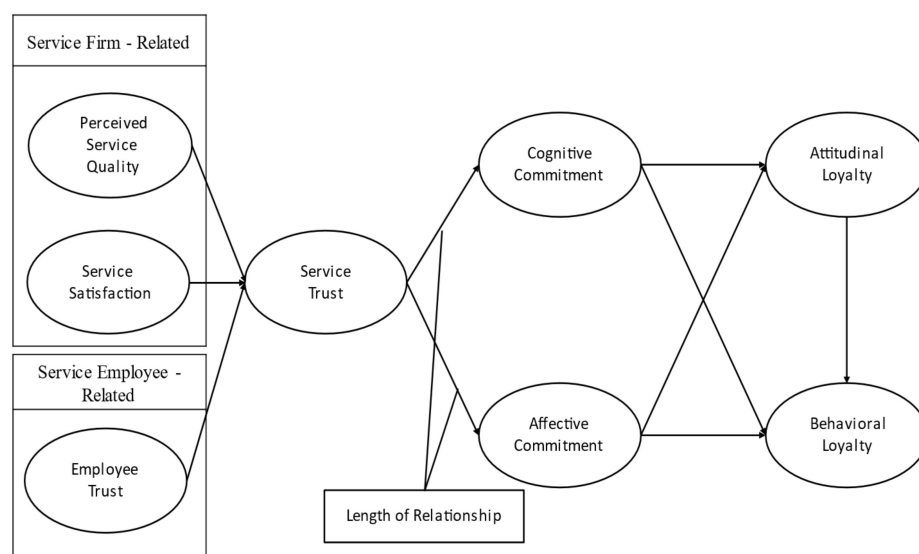 Service Firm - Related
Perceived
Service
Quality
Service
Satisfaction
Service Employee -
Related
Employee
Trust
Service
Trust
Cognitive
Commitment
Affective
Commitment
Length of Relationship
Attitudinal
Loyalty
Behavioral
Loyalty